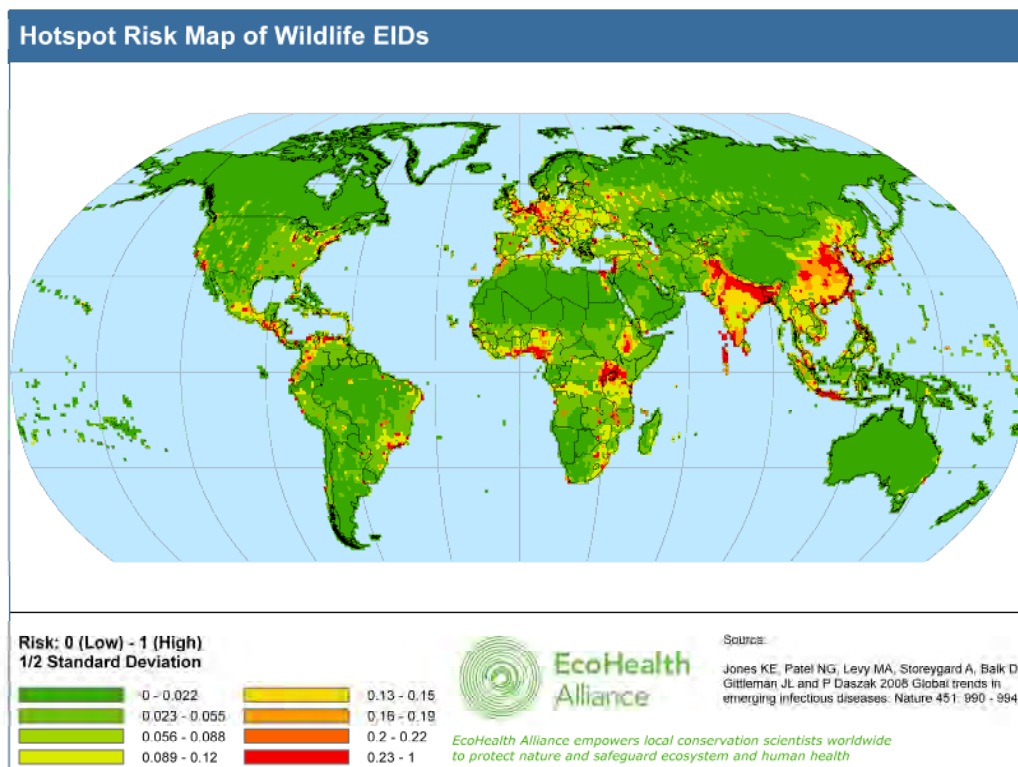 Hotspot Risk Map of Wildlife EIDs
Risk: 0 (Low) - 1 (High)
1/2 Standard Deviation
0 - 0.022
0.023 - 0.055
0.056 - 0.088
0.089 - 0.12
0.13 - 0.15
0.16 - 0.19
0.2 - 0.22
0.23 - 1
EcoHealth
Alliance
EcoHealth Alliance empowers local conservation scientists worldwide
to protect nature and safeguard ecosystem and human health
Source:
Jones KE, Patel NG, Levy MA, Storeygard A, Balk D
Gittleman JL and P Daszak 2008 Global trends in
emerging infectious diseases. Nature 451: 990 - 994